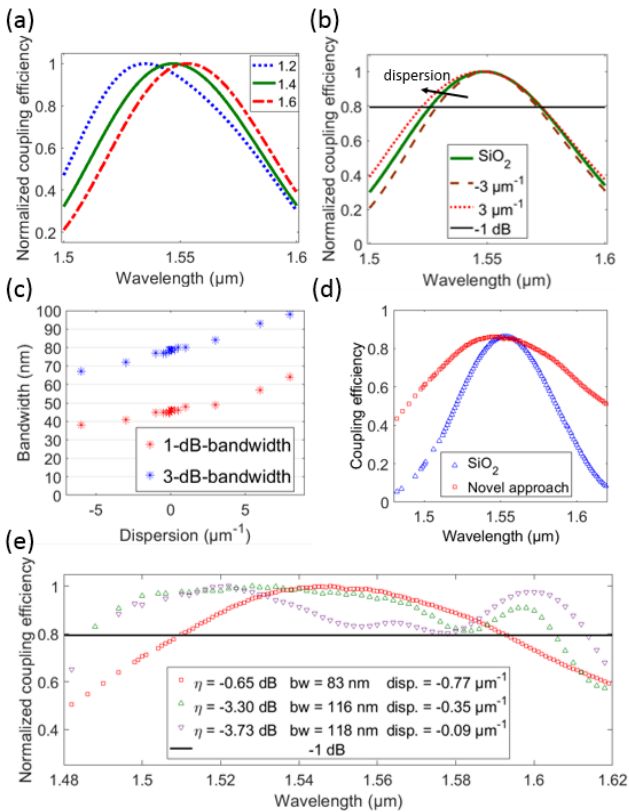 (a)
Normalized coupling efficiency
1
0.8
0.6
0.4
0.2
1.5 1.55 1.6
Wavelength (µm)
1.2
1.4
1.6
(b)
Normalized coupling efficiency
1
0.8
0.6
0.4
0.2
0
1.5 1.55 1.6
Wavelength (µm)
dispersion
SiO₂
-3 µm⁻¹
3 µm⁻¹
-1 dB
(c)
Bandwidth (nm)
100
90
80
70
60
50
40
30
20
10
00
-5 0 5
Dispersion (µm⁻¹)
1-dB-bandwidth
3-dB-bandwidth
(d)
Coupling efficiency
1
0.8
0.6
0.4
0.2
0
1.5 1.55 1.6
Wavelength (µm)
SiO₂
Novel approach
(e)
Normalized coupling efficiency
1
0.8
0.6
0.4
1.48 1.5 1.52 1.54 1.56 1.58 1.6 1.62
Wavelength (µm)
η = -0.65 dB bw = 83 nm disp. = -0.77 µm⁻¹
η = -3.30 dB bw = 116 nm disp. = -0.35 µm⁻¹
η = -3.73 dB bw = 118 nm disp. = -0.09 µm⁻¹
-1 dB